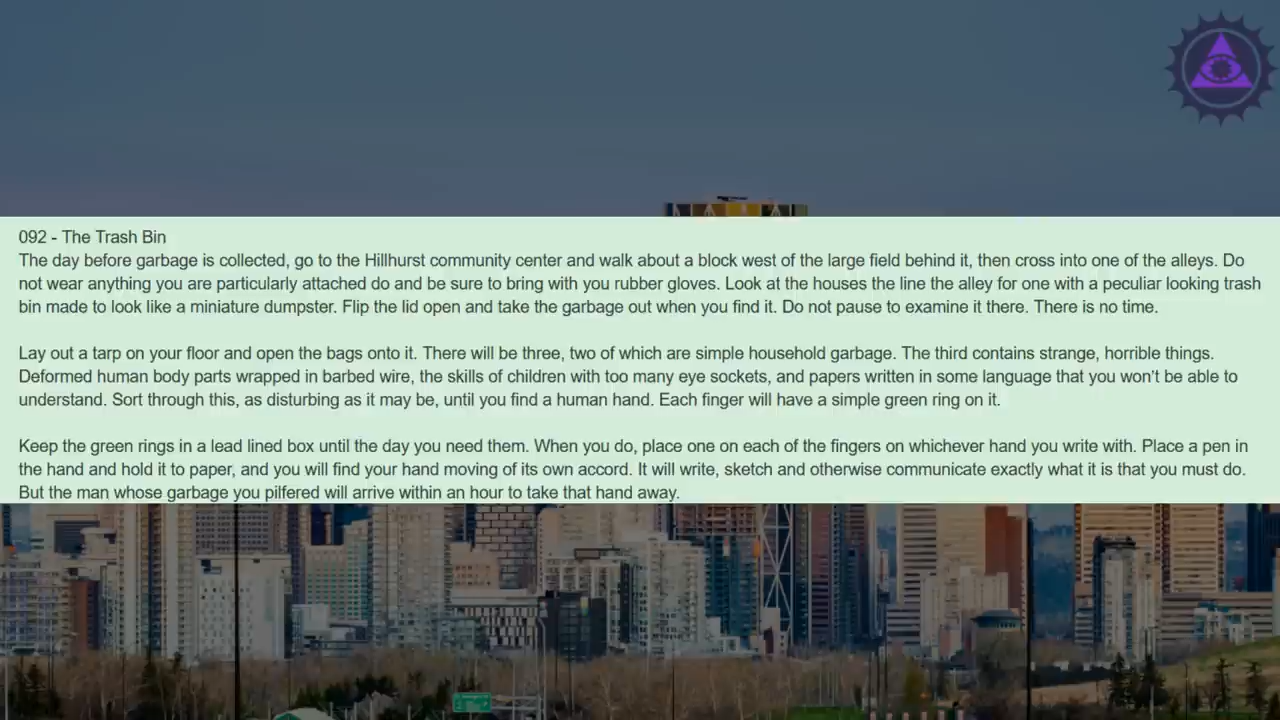 092 - The Trash Bin
The day before garbage is collected, go to the Hillhurst community center and walk about a block west of the large field behind it, then cross into one of the alleys. Do
not wear anything you are particularly attached do and be sure to bring with you rubber gloves. Look at the houses the line the alley for one with a peculiar looking trash
bin made to look like a miniature dumpster. Flip the lid open and take the garbage out when you find it. Do not pause to examine it there. There is no time.
Lay out a tarp on your floor and open the bags onto it. There will be three, two of which are simple household garbage. The third contains strange, horrible things.
Deformed human body parts wrapped in barbed wire, the skills of children with too many eye sockets, and papers written in some language that you won't be able to
understand. Sort through this, as disturbing as it may be, until you find a human hand. Each finger will have a simple green ring on it.
Keep the green rings in a lead lined box until the day you need them. When you do, place one on each of the fingers on whichever hand you write with. Place a pen in
the hand and hold it to paper, and you will find your hand moving of its own accord. It will write, sketch and otherwise communicate exactly what it is that you must do.
But the man whose garbage you pilfered will arrive within an hour to take that hand away.